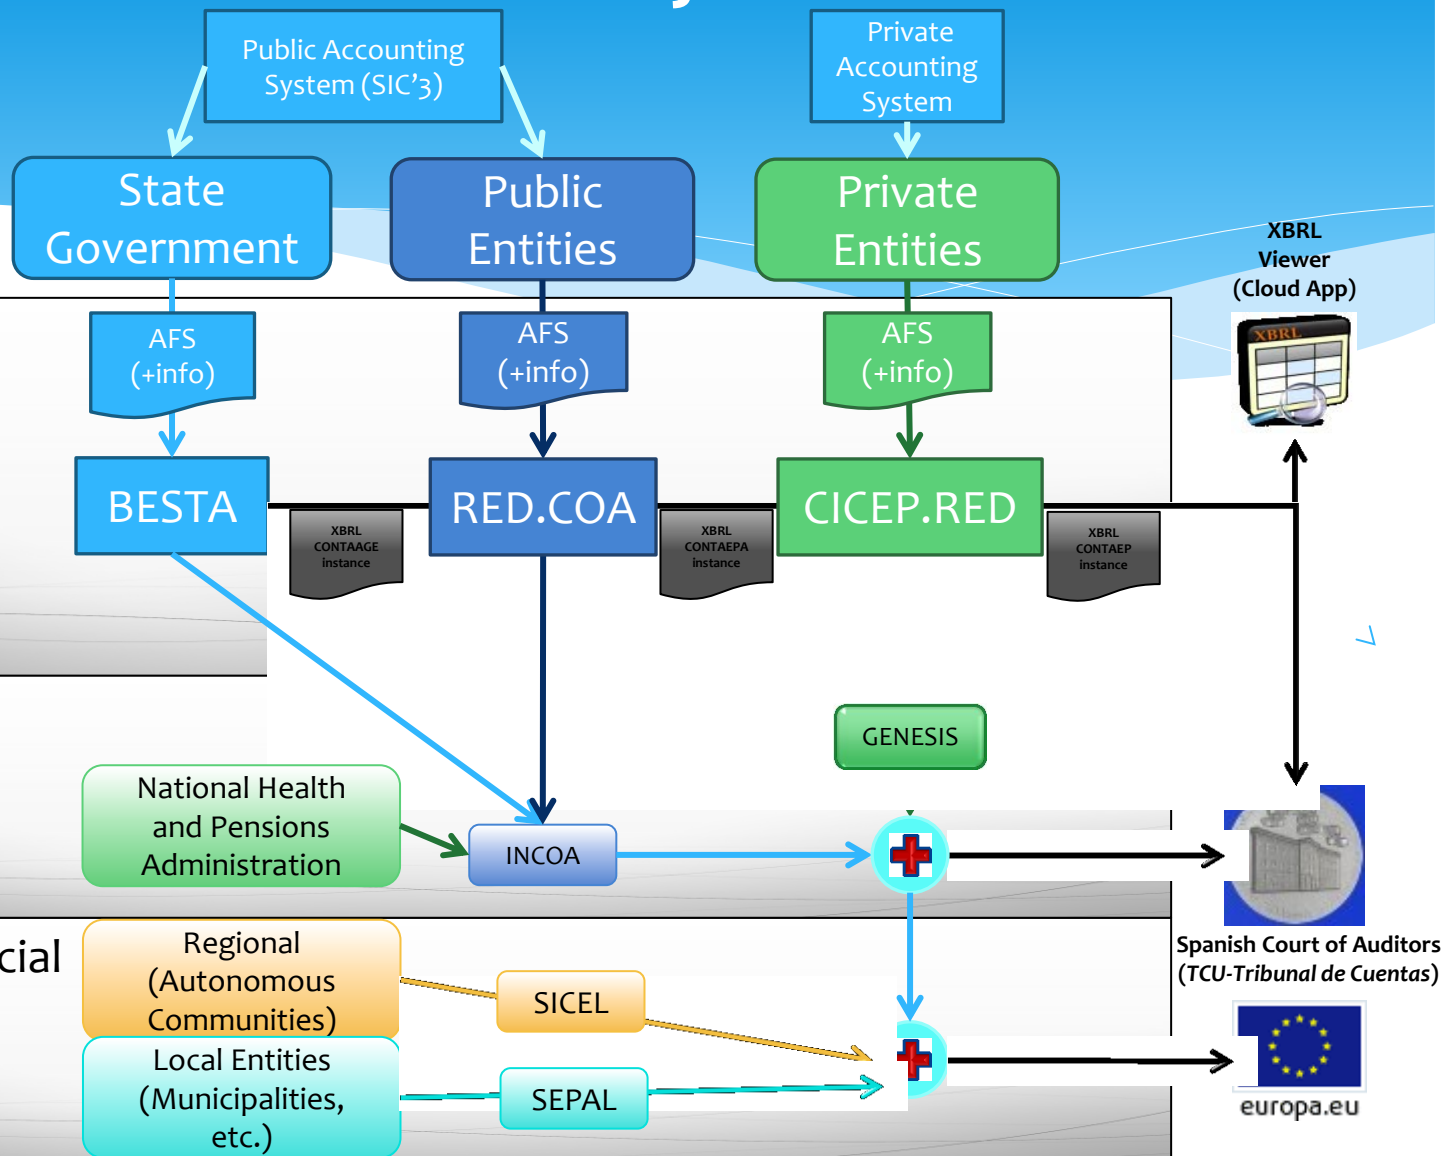 Public Accounting
System (SIC'3)
Private
Accounting
System
State
Government
Public
Entities
Private
Entities
XBRL
Viewer
(Cloud App)
XBRL
AFS
(+info)
AFS
(+info)
AFS
(+info)
BESTA
RED.COA
CICEP.RED
XBRL
CONTAAGE
instance
XBRL
CONTAEPA
instance
XBRL
CONTAEP
instance
GENESIS
National Health
and Pensions
Administration
INCOA
Spanish Court of Auditors
(TCU-Tribunal de Cuentas)
cial
Regional
(Autonomous
Communities)
SICEL
Local Entities
(Municipalities,
etc.)
SEPAL
europa.eu